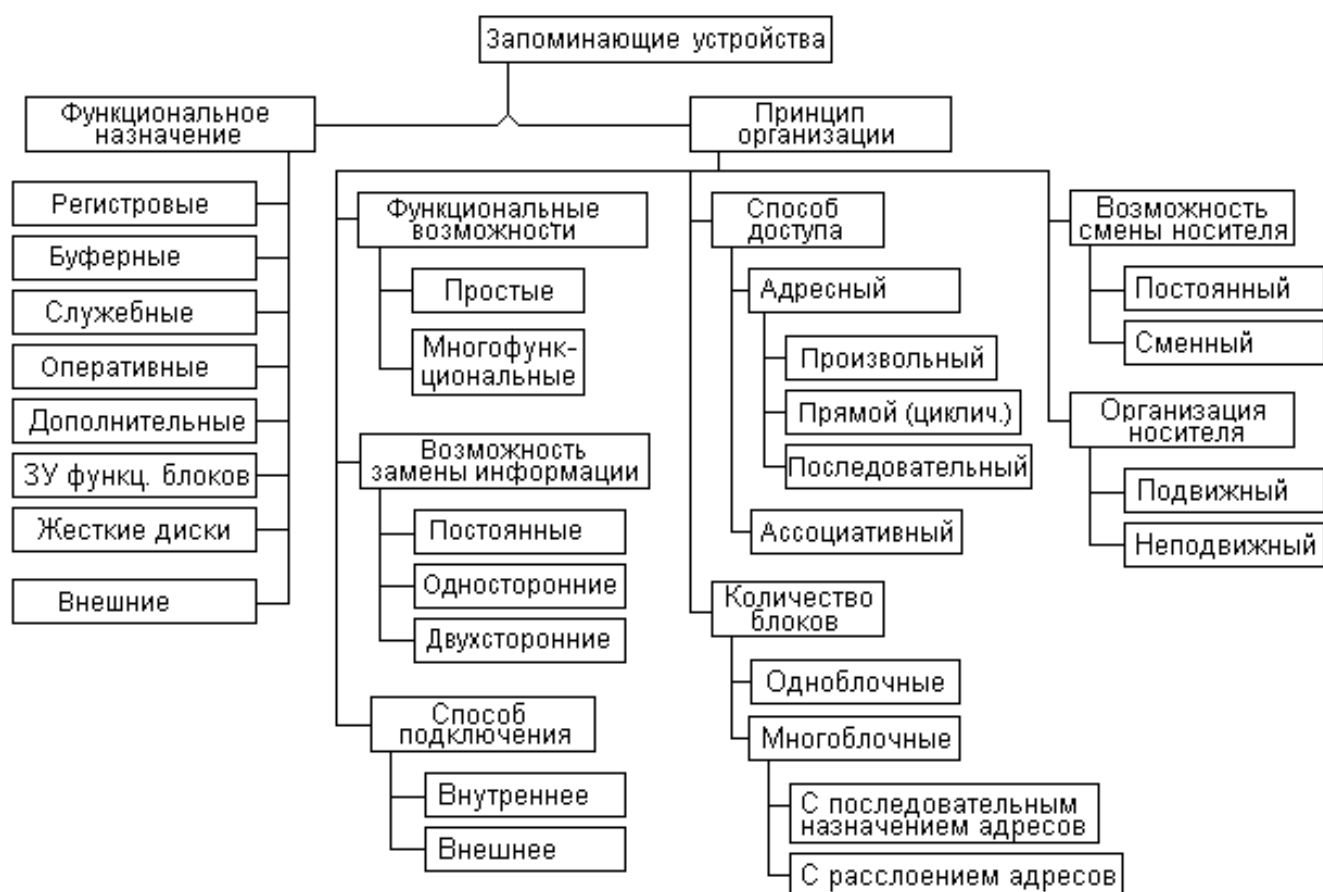 Запоминающие устройства
Функциональное
назначение
Регистровые
Буферные
Служебные
Оперативные
Дополнительные
ЗУ функц. блоков
Жесткие диски
Внешние
Принцип
организации
Функциональные
возможности
Простые
Многофунк-
циональные
Возможность
замены информации
Постоянные
Односторонние
Двухсторонние
Способ
подключения
Внутреннее
Внешнее
Способ
доступа
Адресный
Произвольный
Прямой (циклич.)
Последовательный
Ассоциативный
Количество
блоков
Одноблочные
Многоблочные
С последовательным
назначением адресов
С расслоением адресов
Возможность
смены носителя
Постоянный
Сменный
Организация
носителя
Подвижный
Неподвижный